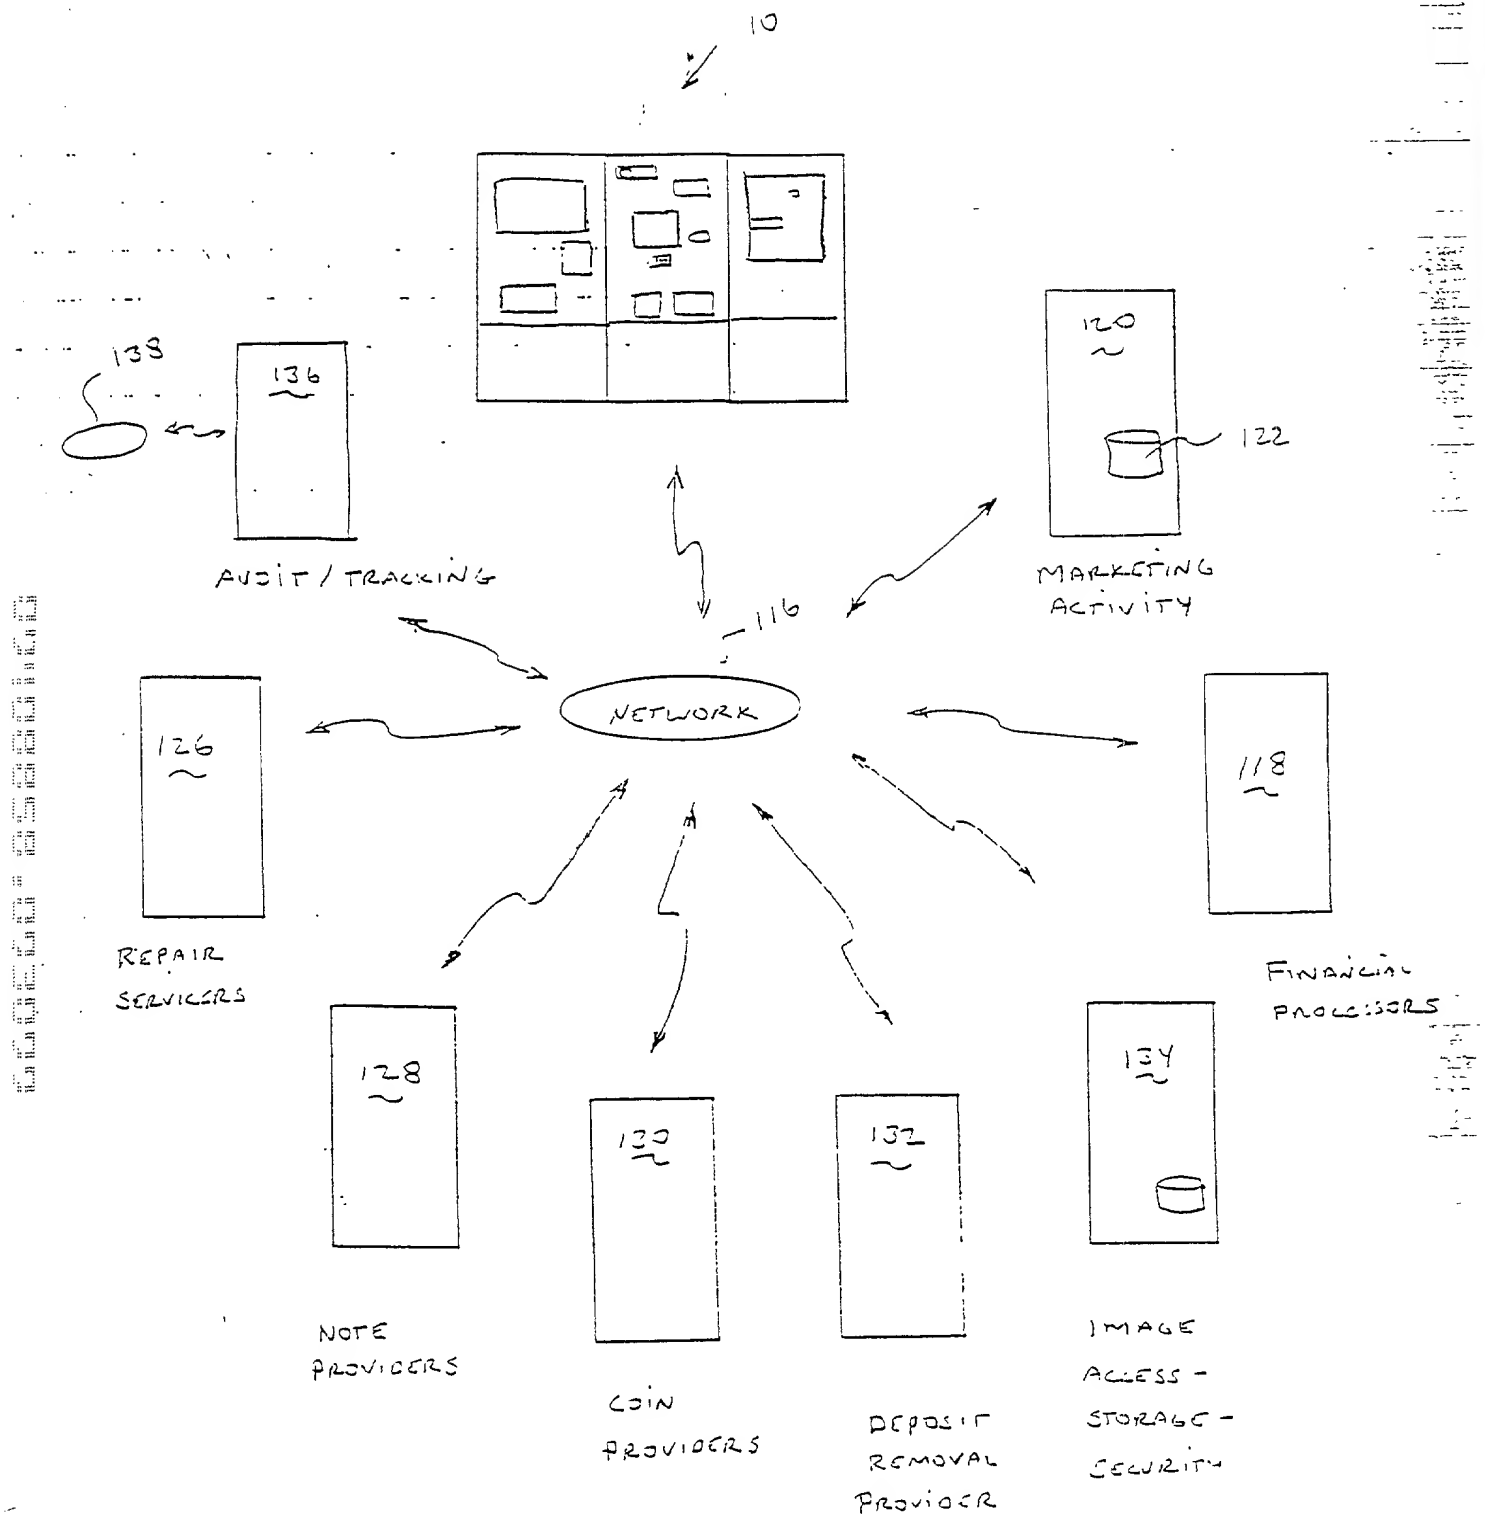 10
138
136
120
122
AUDIT / TRACKING
MARKETING
ACTIVITY
116
NETWORK
126
118
REPAIR
SERVICERS
FINANCIAL
PROCESSORS
128
134
130
132
NOTE
PROVIDERS
IMAGE
ACCESS -
STORAGE -
SECURITY
COIN
PROVIDERS
DEPOSIT
REMOVAL
PROVIDER